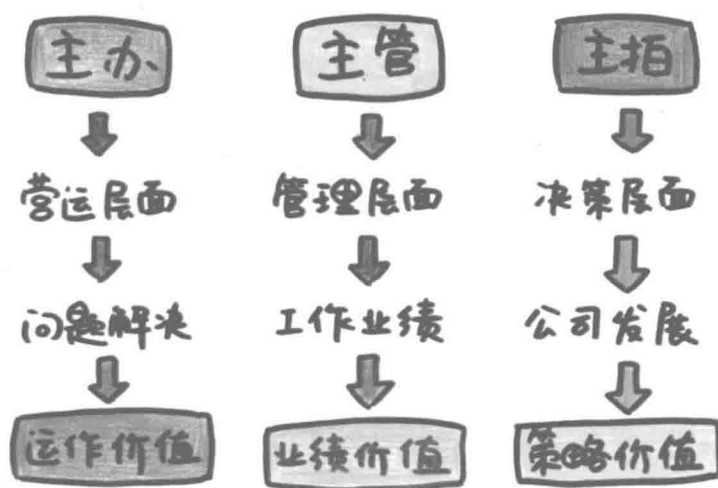 主办 主管 主拍
营运层面 管理层面 决策层面
问题解决 工作业绩 公司发展
运作价值 业绩价值 策略价值